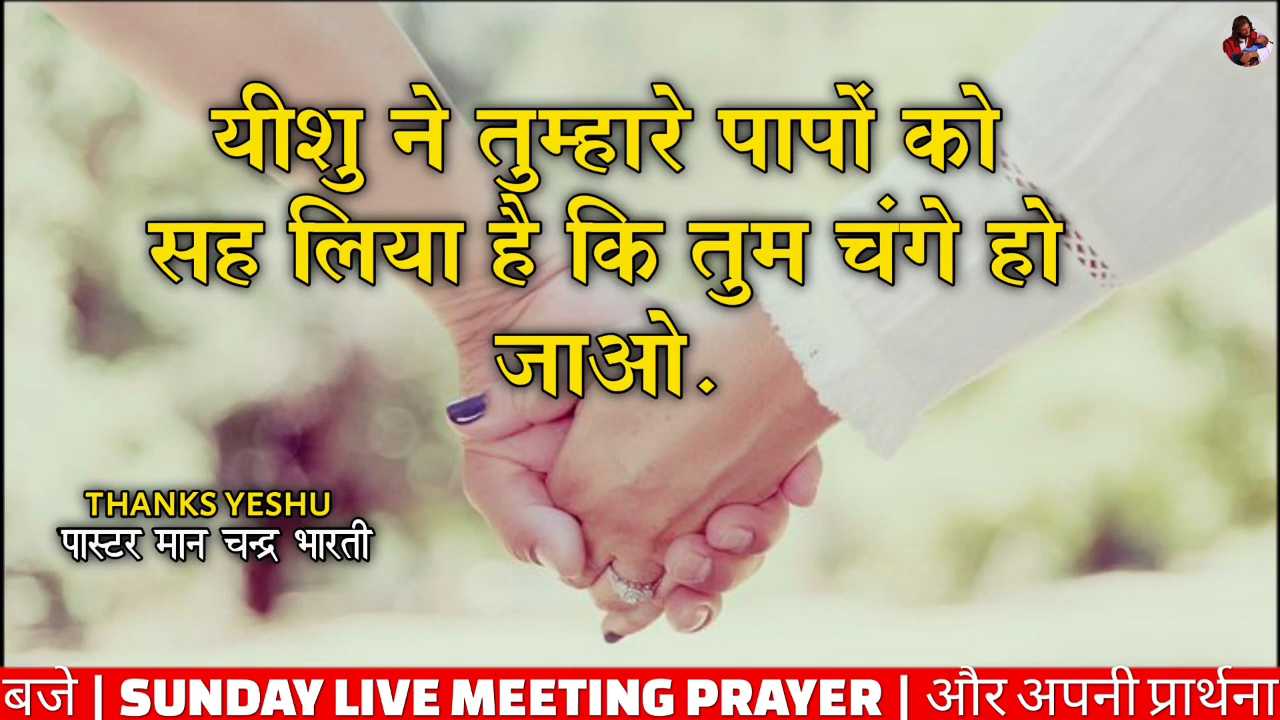 यीशु ने तुम्हारे पापों को
सह लिया है कि तुम चंगे हो
जाओ.
THANKS YESHU
पास्टर मान चन्द्र भारती
बजे | SUNDAY LIVE MEETING PRAYER | और अपनी प्रार्थना